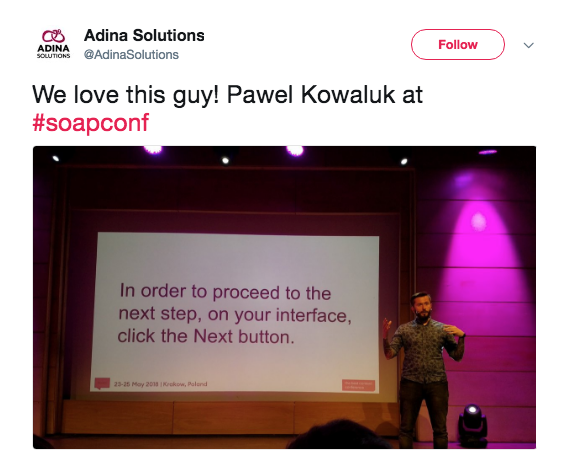 ADINA
SOLUTIONS
Adina Solutions
@AdinaSolutions
Follow
We love this guy! Pawel Kowaluk at
#soapconf
In order to proceed to the
next step, on your interface,
click the Next button.
23-25 May 2018 | Krakow, Poland